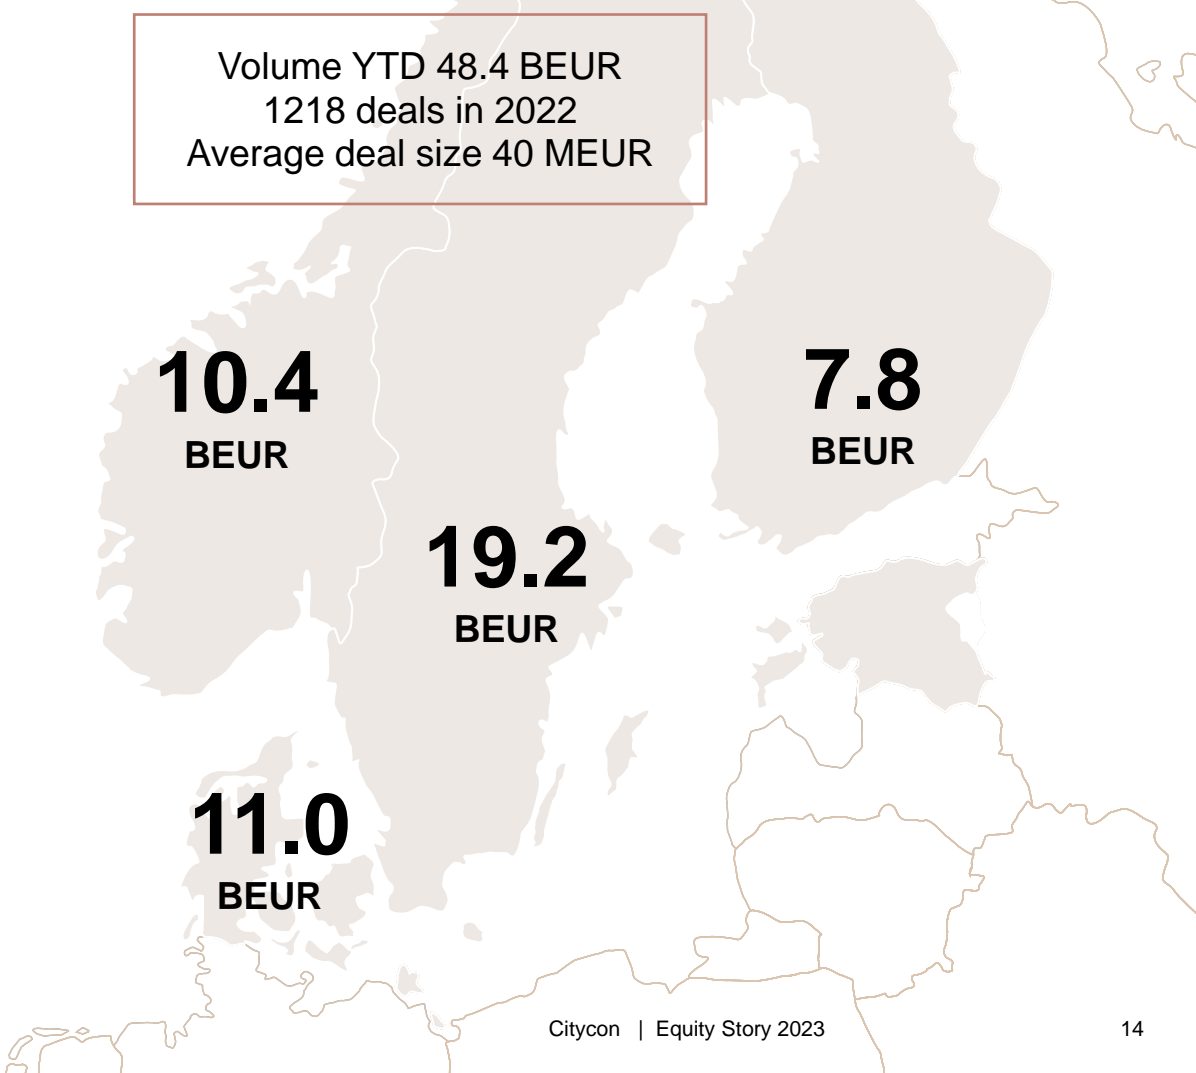 Volume YTD 48.4 BEUR
1218 deals in 2022
Average deal size 40 MEUR
10.4
BEUR
7.8
BEUR
19.2
BEUR
11.0
BEUR
Citycon | Equity Story 2023
14